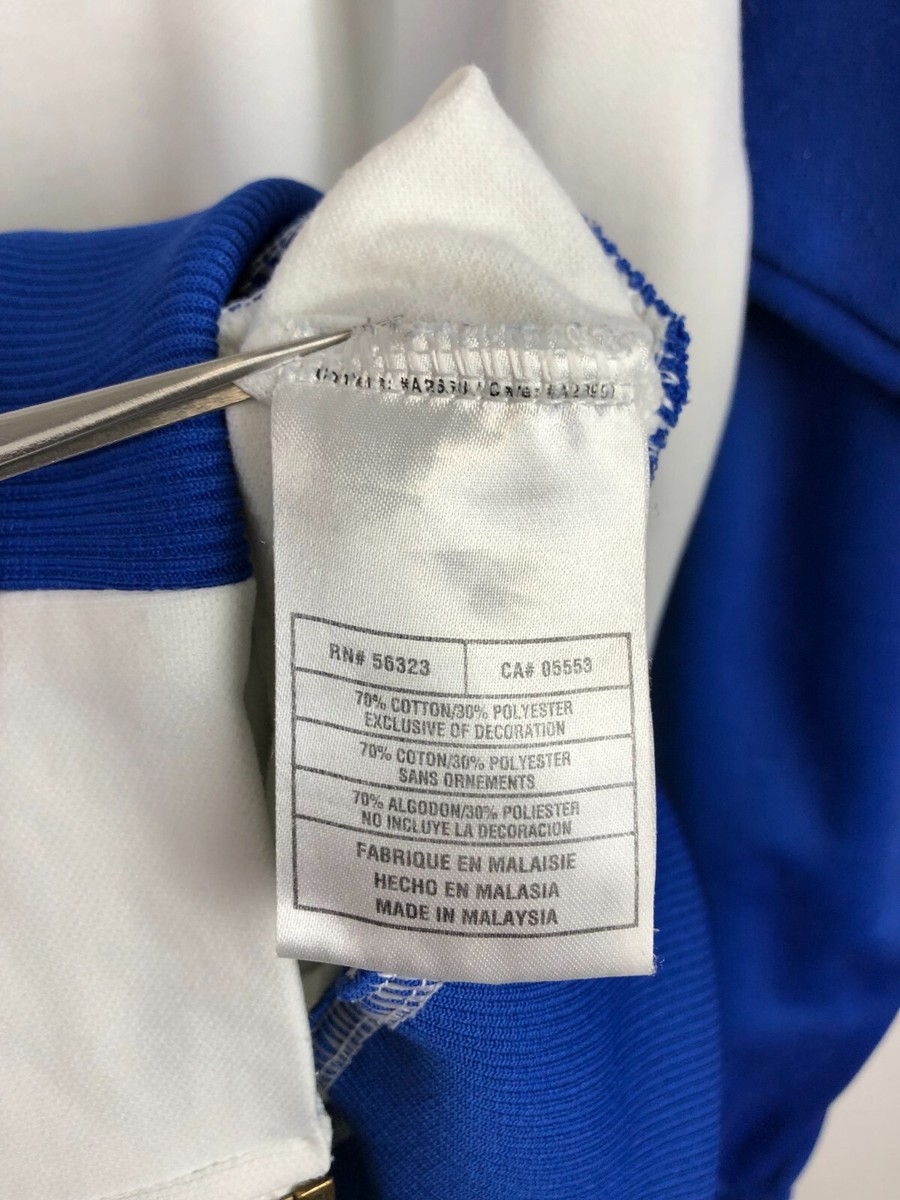 RN# 56323
CA# 05553
70% COTTON/30% POLYESTER
EXCLUSIVE OF DECORATION
70% COTON/30% POLYESTER
SANS ORNEMENTS
70% ALGODON/30% POLIESTER
NO INCLUYE LA DECORACION
FABRIQUE EN MALAISIE
HECHO EN MALASIA
MADE IN MALAYSIA